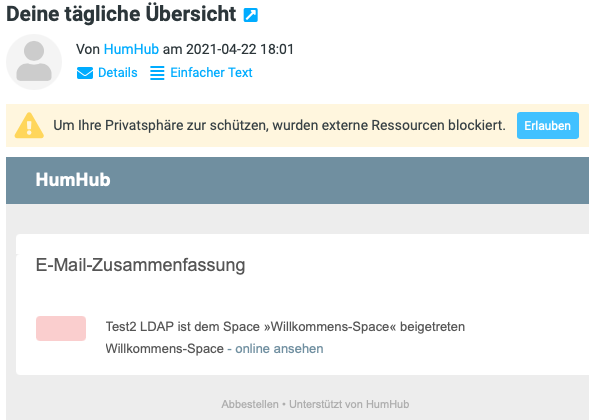 Deine tägliche Übersicht
Von HumHub am 2021-04-22 18:01
Details Einfacher Text
Um Ihre Privatsphäre zur schützen, wurden externe Ressourcen blockiert. Erlauben
HumHub
E-Mail-Zusammenfassung
Test2 LDAP ist dem Space »Willkommens-Space« beigetreten
Willkommens-Space - online ansehen
Abbestellen • Unterstützt von HumHub